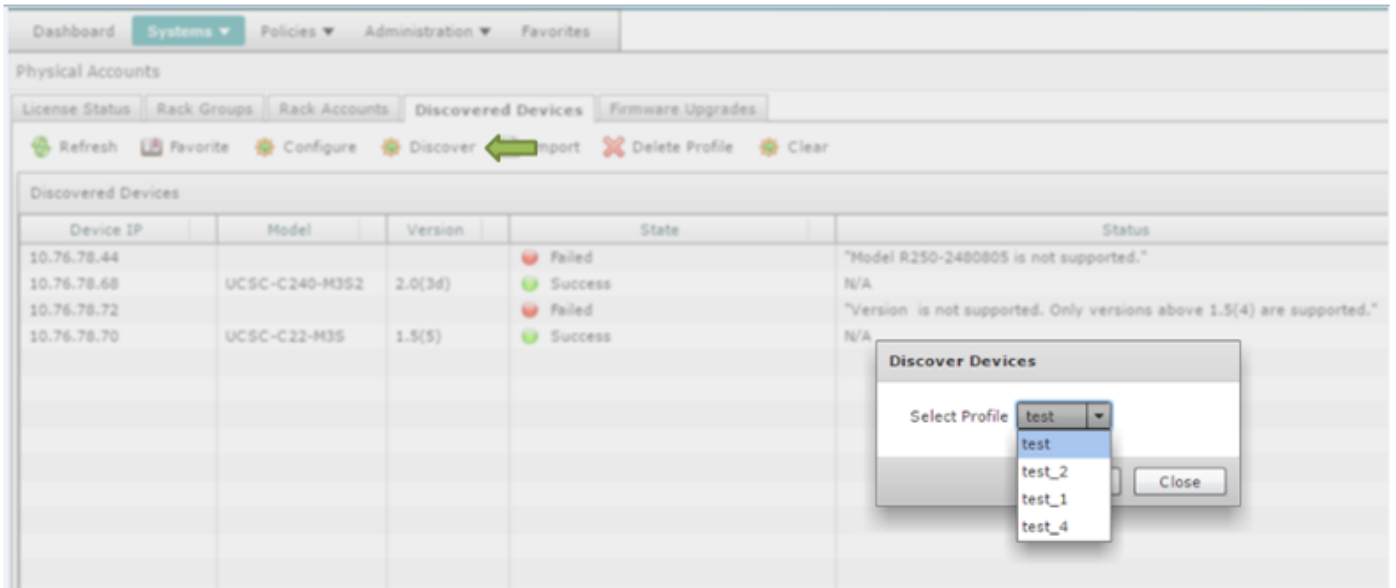 Dashboard Systems ▼ Policies ▼ Administration ▼ Favorites
Physical Accounts
License Status Rack Groups Rack Accounts Discovered Devices Firmware Upgrades
Refresh Favorite Configure Discover mport Delete Profile Clear
Discovered Devices
Device IP Model Version State Status
10.76.78.44 Failed "Model R250-2480805 is not supported."
10.76.78.68 UCSC-C240-M3S2 2.0(3d) Success N/A
10.76.78.72 Failed "Version is not supported. Only versions above 1.5(4) are supported."
10.76.78.70 UCSC-C22-M3S 1.5(5) Success N/A
Discover Devices
Select Profile test
test
test_2
Close
test_1
test_4